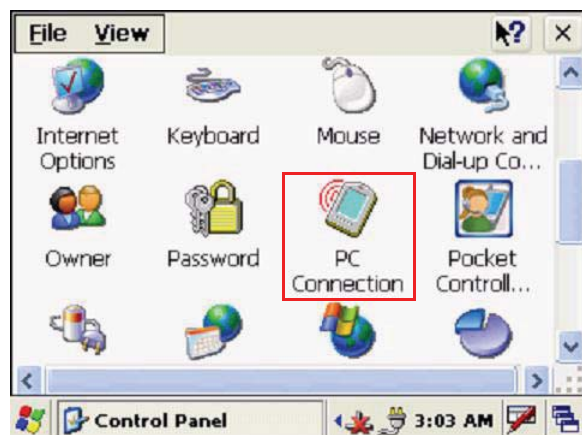 File View
?
Internet Options
Keyboard
Mouse
Network and Dial-up Co...
Owner
Password
PC Connection
Pocket Controll...
Control Panel
3:03 AM